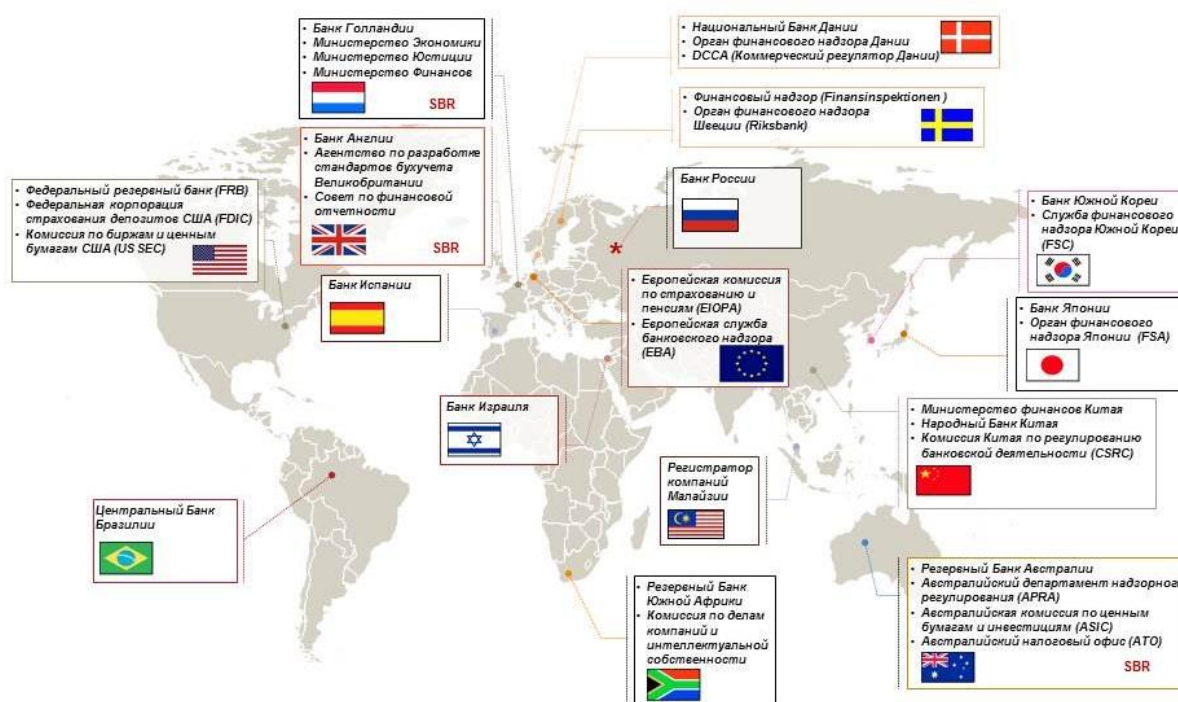 • Банк Голландии
• Министерство Экономики
• Министерство Юстиции
• Министерство Финансов
SBR
• Национальный Банк Дании
• Орган финансового надзора Дании
• DCCA (Коммерческий регулятор Дании)
• Финансовый надзор (Finansinspektionen )
• Орган финансового надзора
Швеции (Riksbank)
• Банк Англии
• Агентство по разработке
стандартов бухучета
Великобритании
• Совет по финансовой
отчетности
SBR
Банк России
• Федеральный резервный банк (FRB)
• Федеральная корпорация
страхования депозитов США (FDIC)
• Комиссия по биржам и ценным
бумагам США (US SEC)
• Банк Южной Кореи
• Служба финансового
надзора Южной Кореи
(FSC)
*
Банк Испании
• Европейская комиссия
по страхованию и
пенсиям (EIOPA)
• Европейская служба
банковского надзора
(EBA)
• Банк Японии
• Орган финансового
надзора Японии (FSA)
Банк Израиля
• Министерство финансов Китая
• Народный Банк Китая
• Комиссия Китая по регулированию
банковской деятельности (CSRC)
Регистратор
компаний
Малайзии
Центральный Банк
Бразилии
• Резервный Банк
Южной Африки
• Комиссия по делам
компаний и
интеллектуальной
собственности
• Резервный Банк Австралии
• Австралийский департамент надзорного
регулирования (APRA)
• Австралийская комиссия по ценным
бумагам и инвестициям (ASIC)
• Австралийский налоговый офис (ATO)
SBR